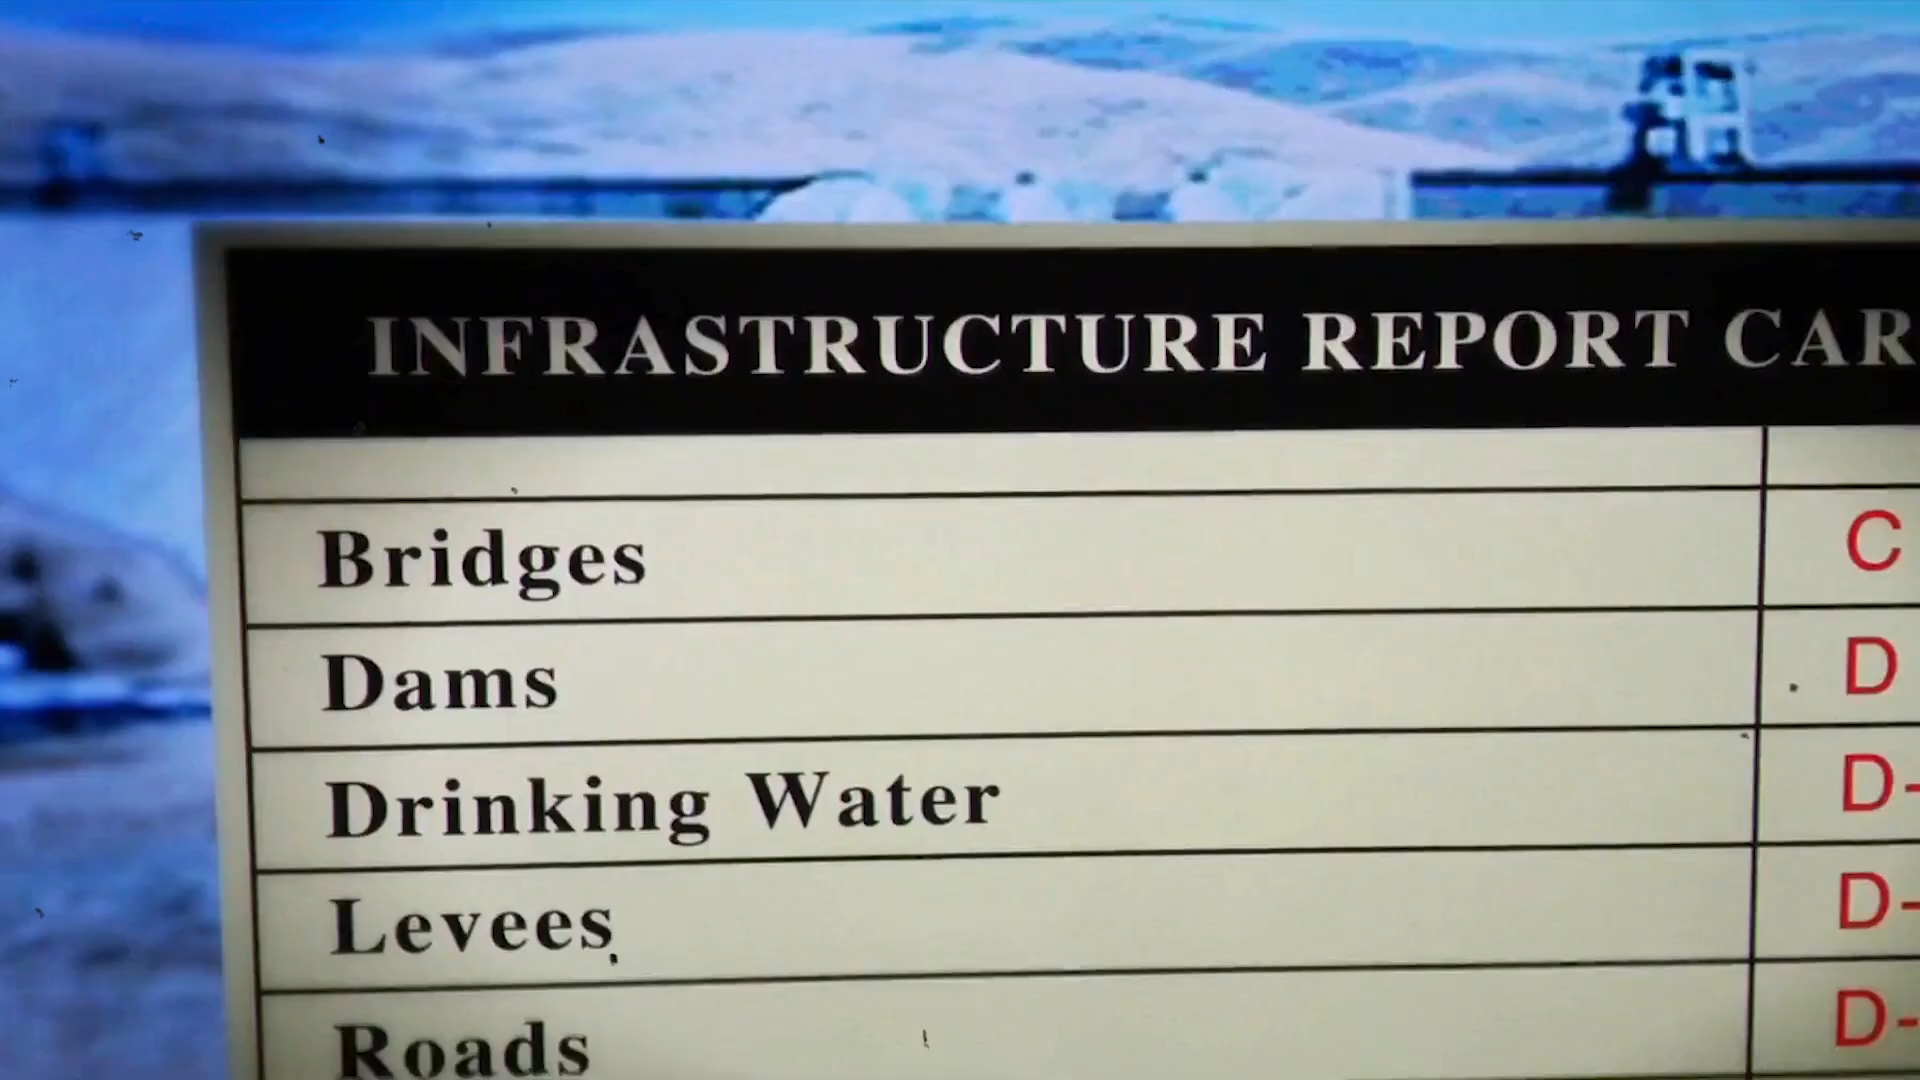 INFRASTRUCTURE REPORT CAR
Bridges C
Dams D
Drinking Water D-
Levees D-
Roads D-